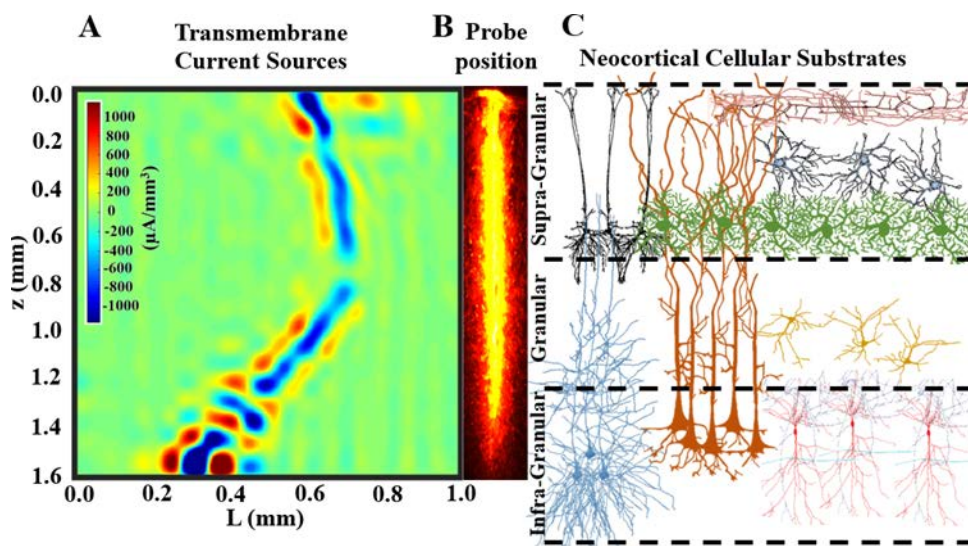 A
Transmembrane
Current Sources
B
Probe
position
C
Neocortical Cellular Substrates
0.0
0.2
0.4
0.6
0.8
1.0
1.2
1.4
1.6
z (mm)
1000
800
600
400
200
0
-200
-400
-600
-800
-1000
(µA/mm³)
0.0
0.2
0.4
0.6
0.8
1.0
L (mm)
Supra-Granular
Granular
Infra-Granular